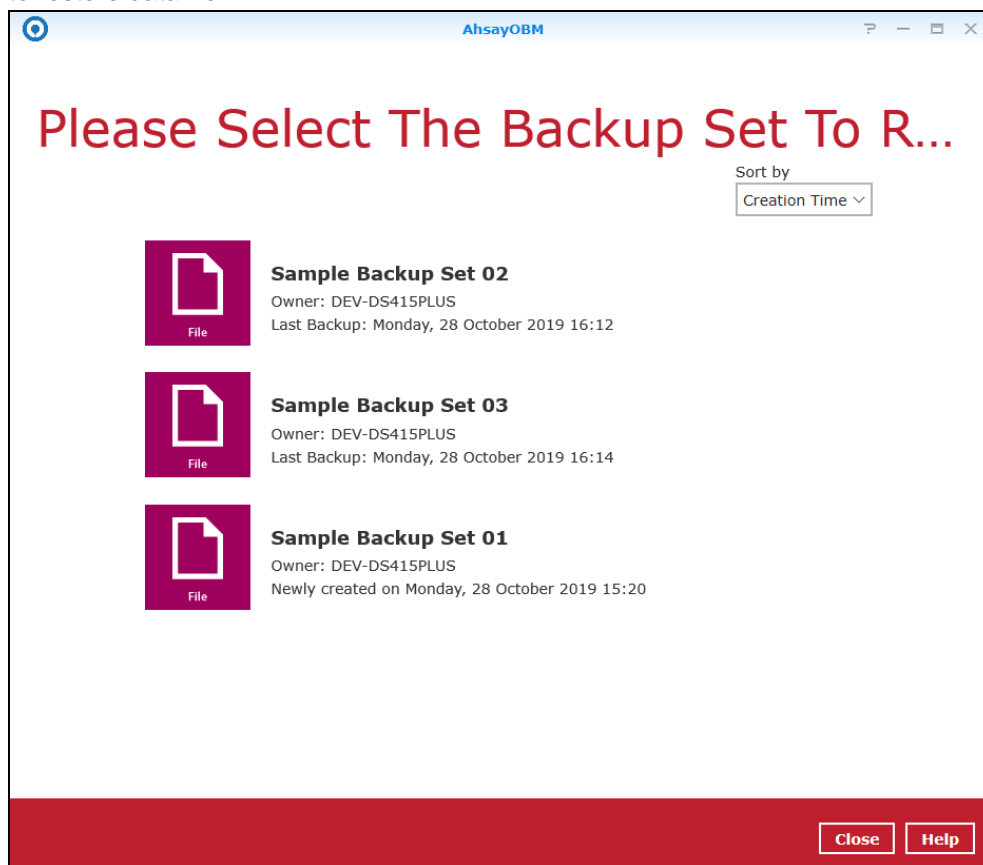 AhsayOBM
Please Select The Backup Set To R...
Sort by
Creation Time
Sample Backup Set 02
Owner: DEV-DS415PLUS
Last Backup: Monday, 28 October 2019 16:12
File
Sample Backup Set 03
Owner: DEV-DS415PLUS
Last Backup: Monday, 28 October 2019 16:14
File
Sample Backup Set 01
Owner: DEV-DS415PLUS
Newly created on Monday, 28 October 2019 15:20
File
Close Help